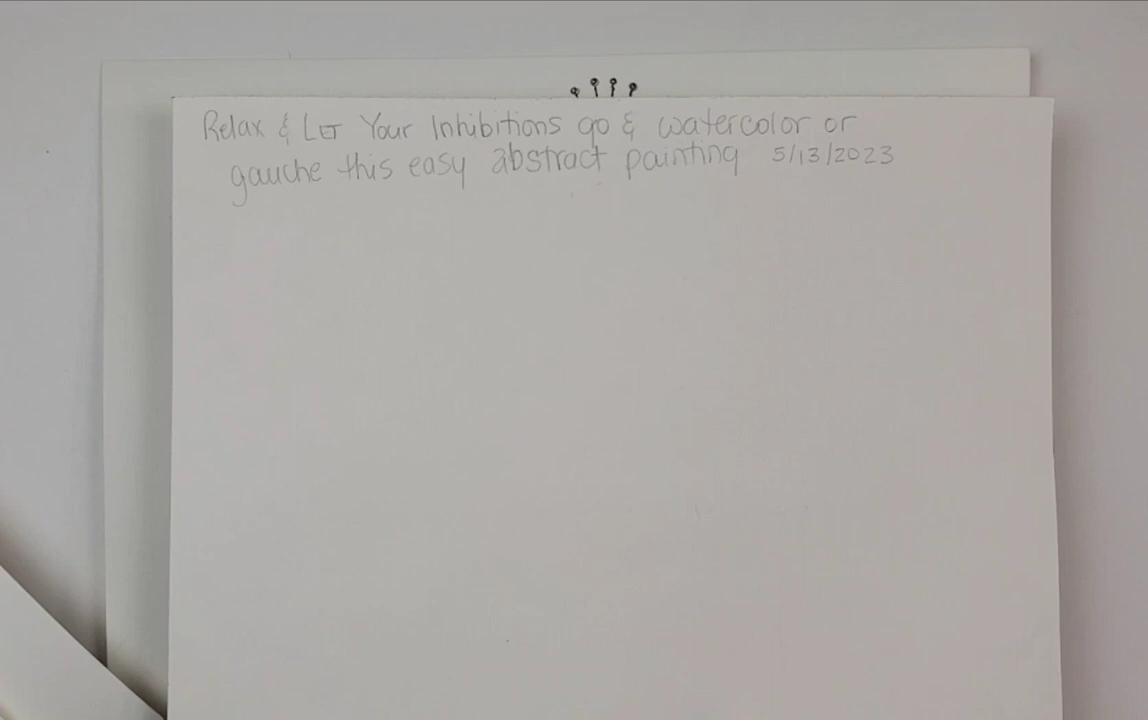 Relax & Let Your Inhibitions go & watercolor or
gauche this easy abstract painting 5/13/2023